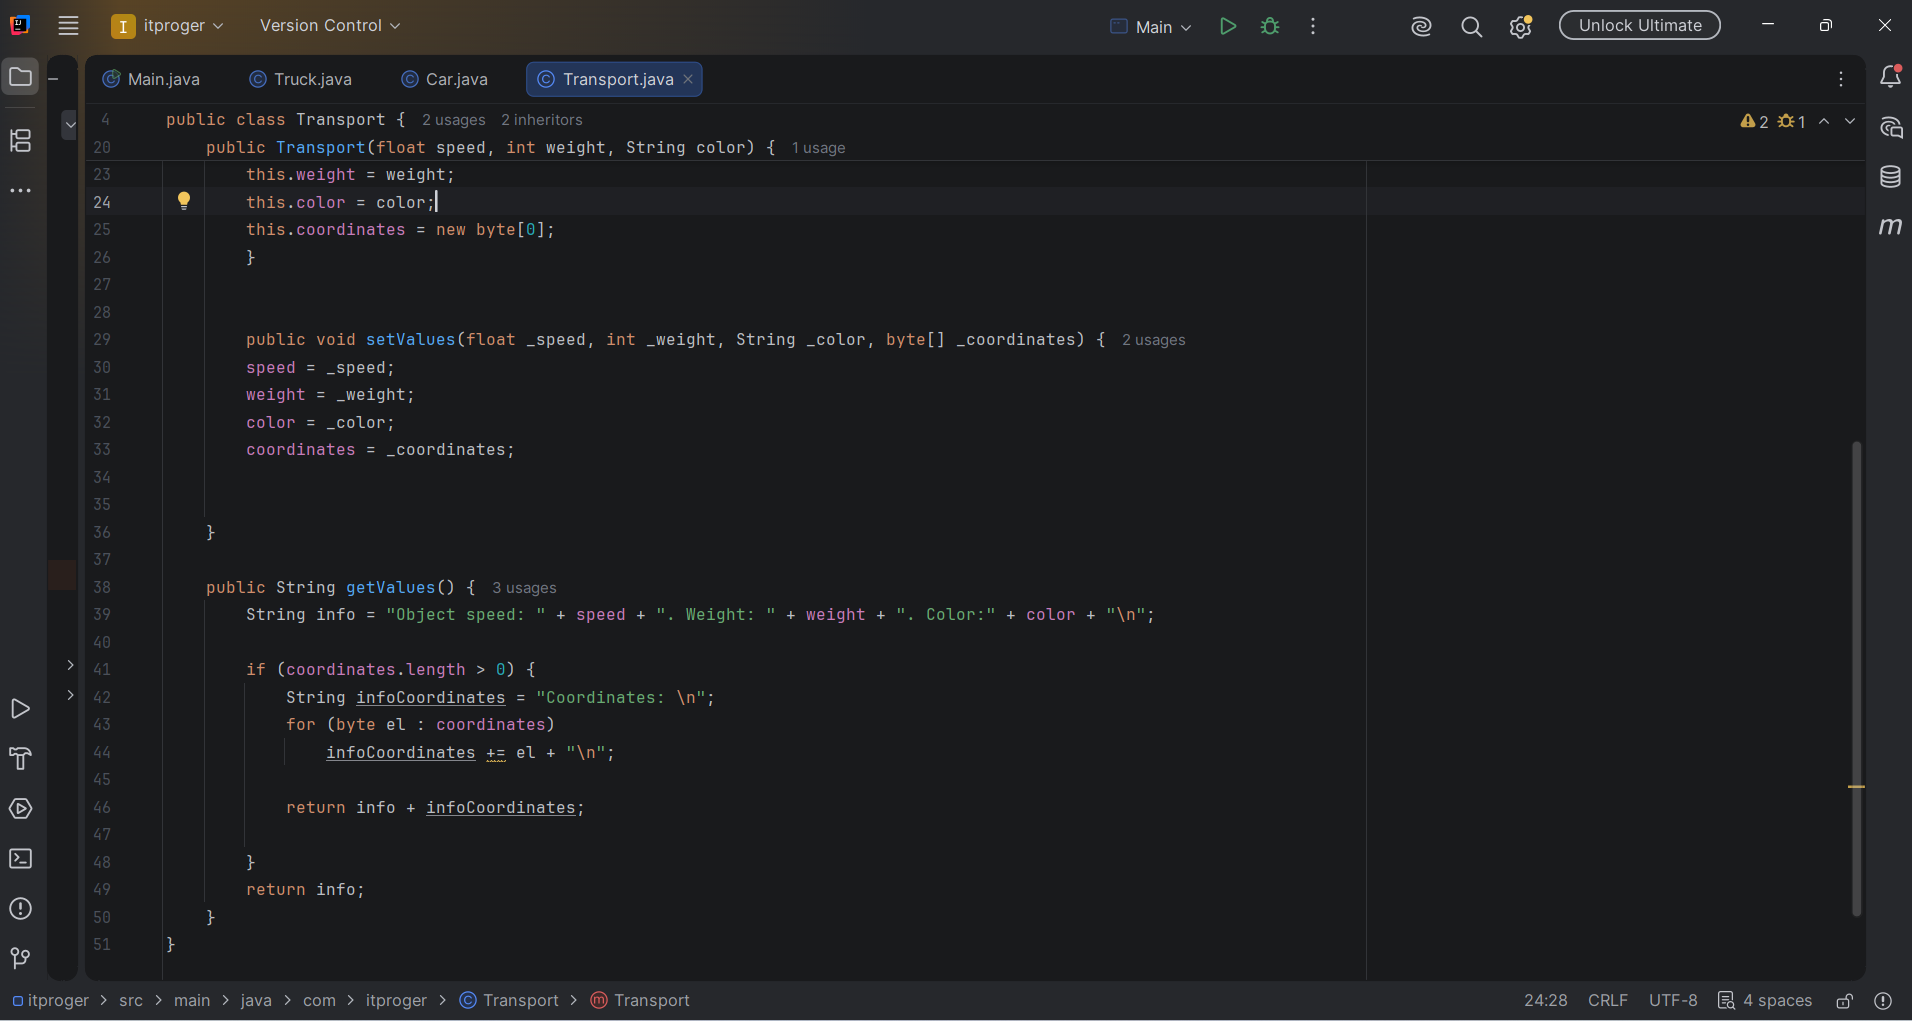 I itproger Version Control Main Unlock Ultimate
Main.java Truck.java Car.java Transport.java
4 public class Transport { 2 usages 2 inheritors
2 1
20 public Transport(float speed, int weight, String color) { 1 usage
23 this.weight = weight;
24 this.color = color;
25 this.coordinates = new byte[0];
26 }
27
28
29 public void setValues(float _speed, int _weight, String _color, byte[] _coordinates) { 2 usages
30 speed = _speed;
31 weight = _weight;
32 color = _color;
33 coordinates = _coordinates;
34
35
36 }
37
38 public String getValues() { 3 usages
39 String info = "Object speed: " + speed + ". Weight: " + weight + ". Color:" + color + "\n";
40
41 if (coordinates.length > 0) {
42 String infoCoordinates = "Coordinates: \n";
43 for (byte el : coordinates)
44 infoCoordinates += el + "\n";
45
46 return info + infoCoordinates;
47
48 }
49 return info;
50 }
51 }
itproger > src > main > java > com > itproger > Transport > Transport 24:28 CRLF UTF-8 4 spaces